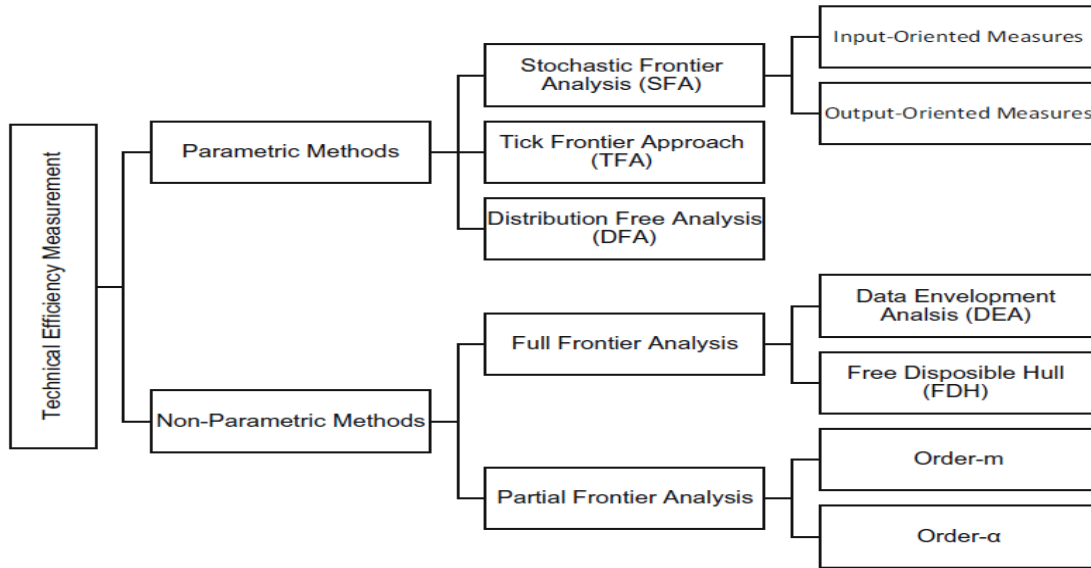 Technical Efficiency Measurement
Parametric Methods
Stochastic Frontier
Analysis (SFA)
Input-Oriented Measures
Output-Oriented Measures
Tick Frontier Approach
(TFA)
Distribution Free Analysis
(DFA)
Non-Parametric Methods
Full Frontier Analysis
Data Envelopment
Analsis (DEA)
Free Disposible Hull
(FDH)
Partial Frontier Analysis
Order-m
Order-α